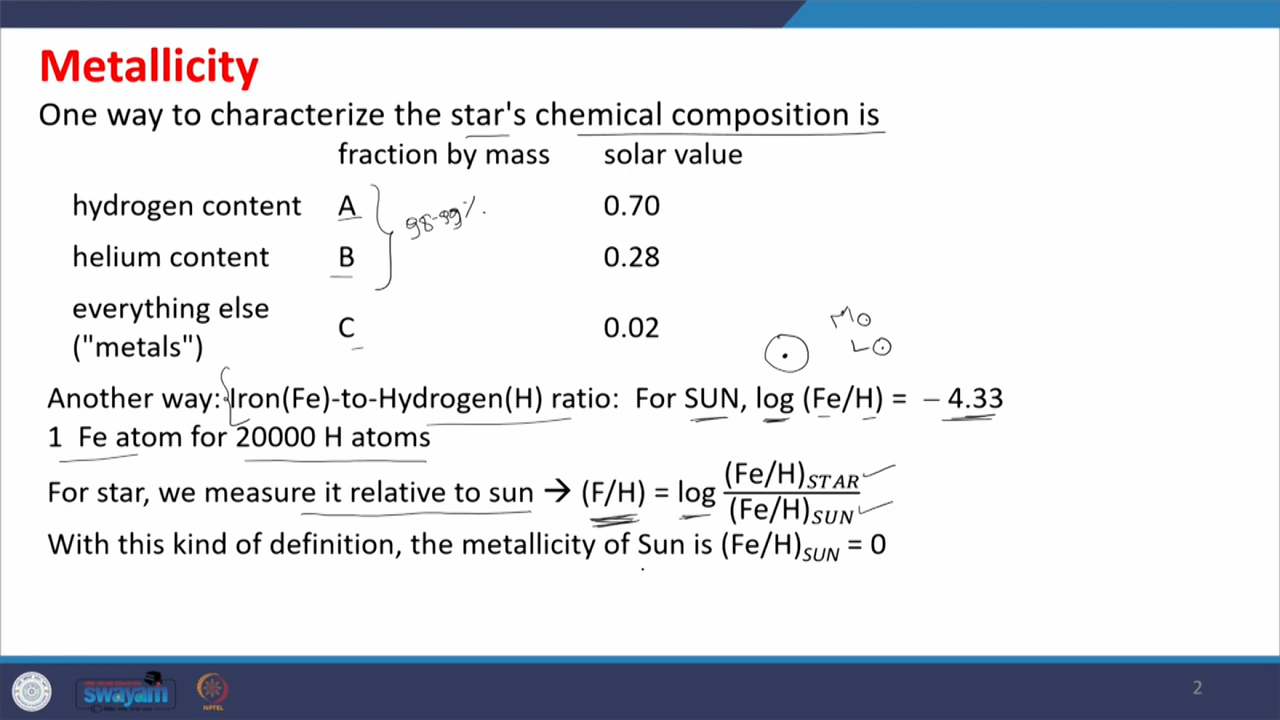 Metallicity
One way to characterize the star's chemical composition is
fraction by mass solar value
hydrogen content A 0.70
98-99%.
helium content B 0.28
everything else
("metals") C 0.02
M⊙
L⊙
Another way: Iron(Fe)-to-Hydrogen(H) ratio: For SUN, log (Fe/H) = – 4.33
1 Fe atom for 20000 H atoms
For star, we measure it relative to sun → (F/H) = log (Fe/H)STAR
(Fe/H)SUN
With this kind of definition, the metallicity of Sun is (Fe/H)SUN = 0
swayam
NPTEL
2